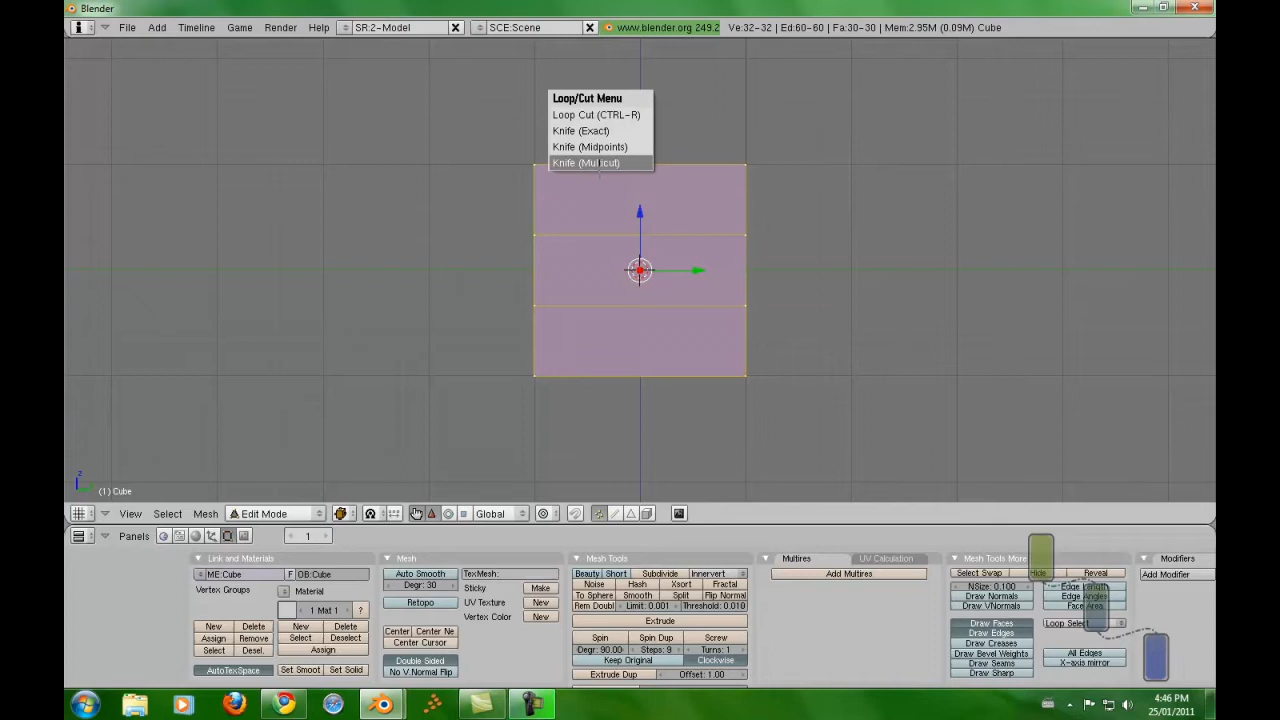 Blender
File Add Timeline Game Render Help SR:2-Model SCE:Scene www.blender.org 249.2 Ve:32-32 | Ed:60-60 | Fa:30-30 | Mem:2.95M (0.09M) Cube
Loop/Cut Menu
Loop Cut (CTRL-R)
Knife (Exact)
Knife (Midpoints)
Knife (Multicut)
z
(1) Cube
View Select Mesh Edit Mode Global
Panels 1
Link and Materials
ME:Cube F OB:Cube
Vertex Groups Material
1 Mat 1 ?
New Delete New Delete
Assign Remove Select Deselect
Select Desel. Assign
AutoTexSpace Set Smoot Set Solid
Mesh
Auto Smooth TexMesh:
Degr: 30 Sticky Make
Retopo UV Texture New
Vertex Color New
Center Center Ne
Center Cursor
Double Sided
No V.Normal Flip
Mesh Tools
Beauty Short Subdivide Innervert
Noise Hash Xsort Fractal
To Sphere Smooth Split Flip Normal
Rem Doubl Limit: 0.001 Threshold: 0.010
Extrude
Spin Spin Dup Screw
Degr: 90.00 Steps: 9 Turns: 1
Keep Original Clockwise
Extrude Dup Offset: 1.00
Multires UV Calculation
Add Multires
Mesh Tools More
Select Swap Hide Reveal
NSize: 0.100 Edge Length
Draw Normals Edge Angles
Draw VNormals Face Area
Draw Faces Loop Select
Draw Edges
Draw Creases
Draw Bevel Weights All Edges
Draw Seams X-axis mirror
Draw Sharp
Modifiers
Add Modifier
4:46 PM
25/01/2011